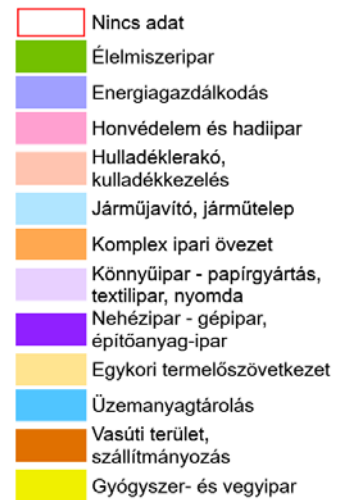 Nincs adat
Élelmiszeripar
Energiagazdálkodás
Honvédelem és hadiipar
Hulladéklerakó,
kulladékkezelés
Járműjavító, járműtelep
Komplex ipari övezet
Könnyűipar - papírgyártás,
textilipar, nyomda
Nehézipar - gépipar,
építőanyag-ipar
Egykori termelőszövetkezet
Üzemanyagtárolás
Vasúti terület,
szállítmányozás
Gyógyszer- és vegyipar